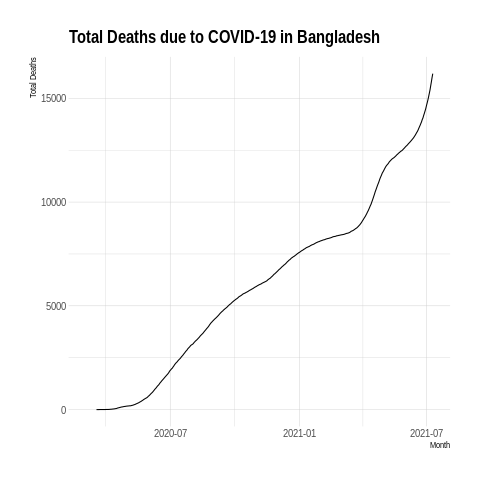 Total Deaths due to COVID-19 in Bangladesh
Total Deaths
15000
10000
5000
0
2020-07 2021-01 2021-07
Month